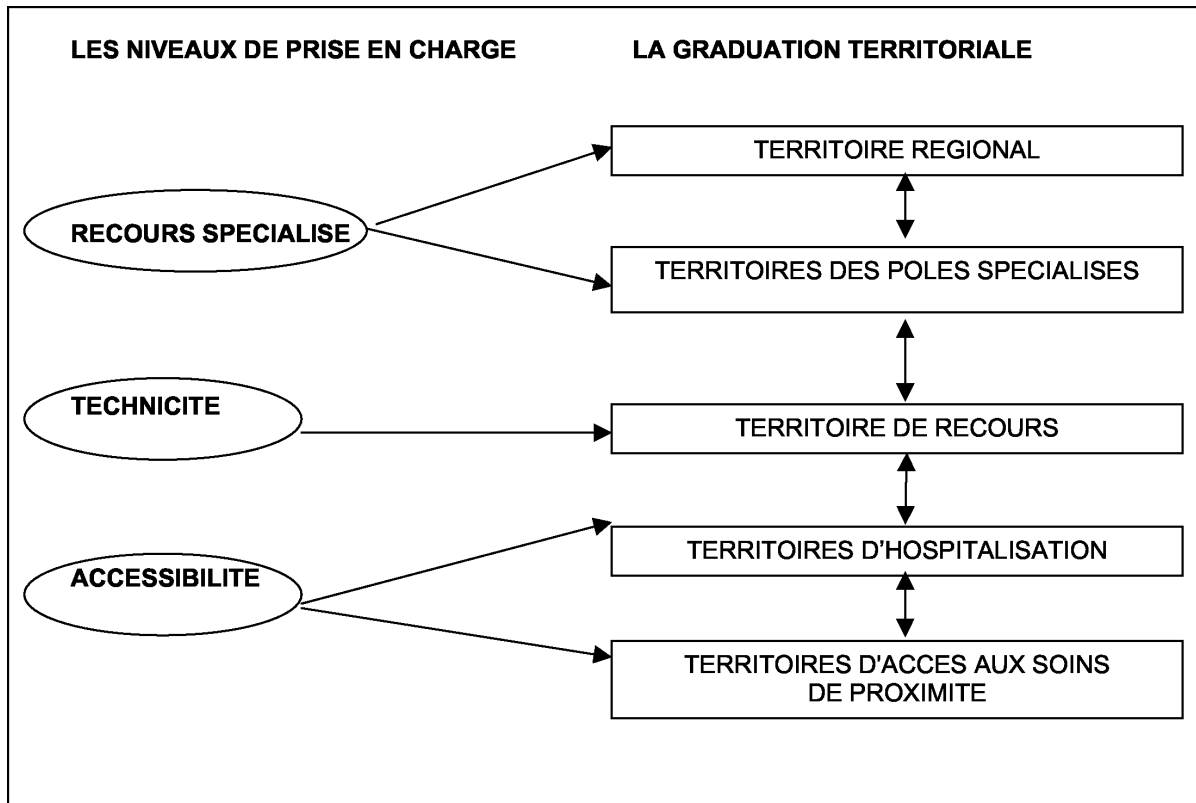 LES NIVEAUX DE PRISE EN CHARGE
LA GRADUATION TERRITORIALE
TERRITOIRE REGIONAL
RECOURS SPECIALISE
TERRITOIRES DES POLES SPECIALISES
TECHNICITE
TERRITOIRE DE RECOURS
TERRITOIRES D'HOSPITALISATION
ACCESSIBILITE
TERRITOIRES D'ACCES AUX SOINS
DE PROXIMITE